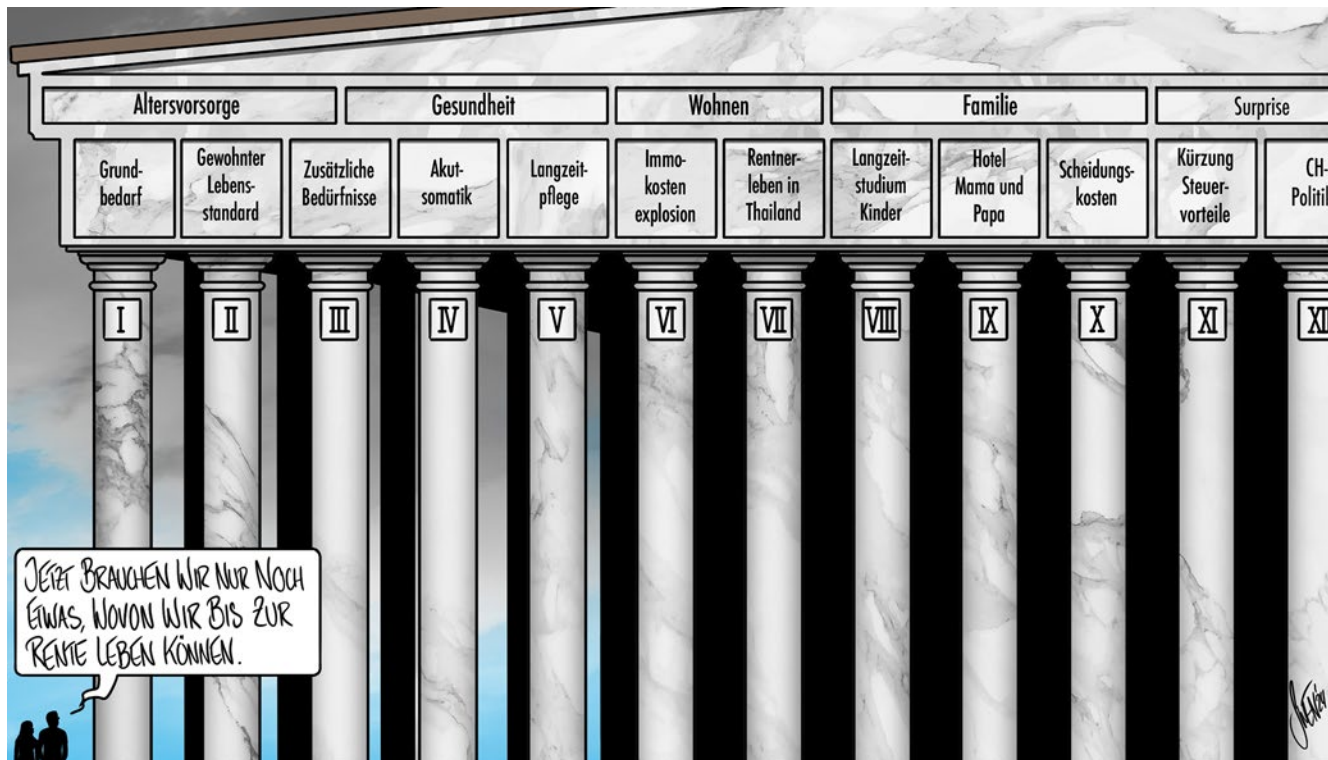 Altersvorsorge
Gesundheit
Wohnen
Familie
Surprise
Grund-
bedarf
Gewohnter
Lebens-
standard
Zusätzliche
Bedürfnisse
Akut-
somatik
Langzeit-
pflege
Immo-
kosten
explosion
Rentner-
leben in
Thailand
Langzeit-
studium
Kinder
Hotel
Mama und
Papa
Scheidungs-
kosten
Kürzung
Steuer-
vorteile
CH-
Politik
I
II
III
IV
V
VI
VII
VIII
IX
X
XI
JETZT BRAUCHEN WIR NUR NOCH
ETWAS, WOVON WIR BIS ZUR
RENTE LEBEN KÖNNEN.